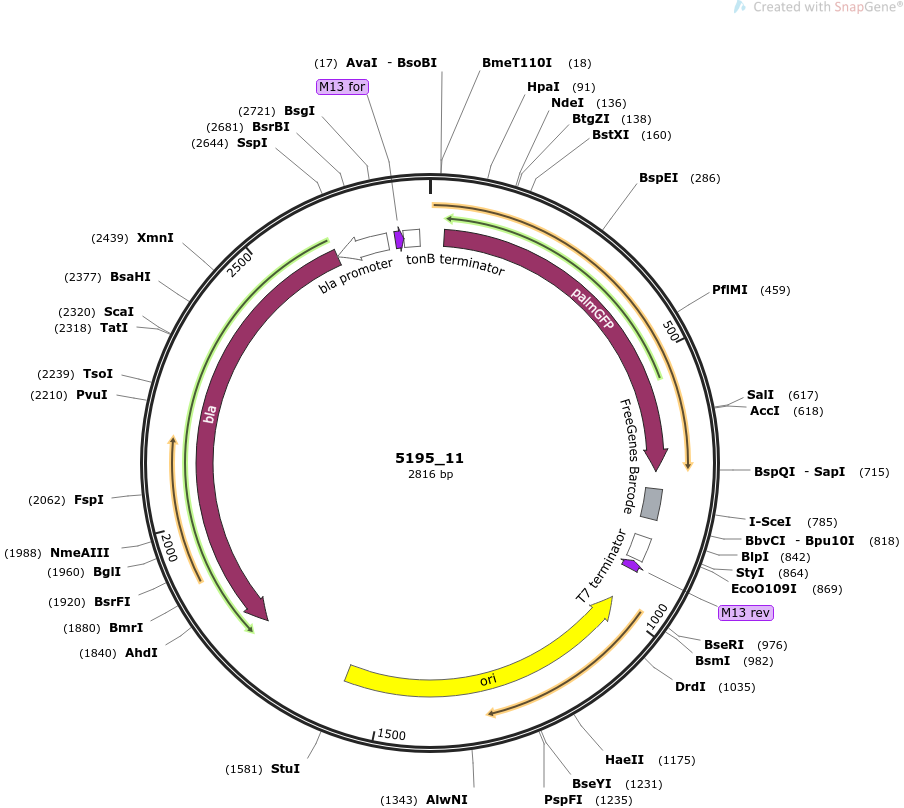 Created with SnapGene®
(17) AvaI - BsoBI
BmeT110I (18)
M13 for
HpaI (91)
NdeI (136)
BtgZI (138)
BstXI (160)
(2721) BsgI
(2681) BsrBI
(2644) SspI
BspEI (286)
(2439) XmnI
(2377) BsaHI
(2320) ScaI
(2318) TatI
(2239) TsoI
(2210) PvuI
PflMI (459)
SalI (617)
AccI (618)
BspQI - SapI (715)
I-SceI (785)
BbvCI - Bpu10I (818)
BlpI (842)
StyI (864)
EcoO109I (869)
M13 rev
BseRI (976)
BsmI (982)
DrdI (1035)
HaeII (1175)
BseYI (1231)
PspFI (1235)
(1343) AlwNI
(1581) StuI
(1840) AhdI
(1880) BmrI
(1920) BsrFI
(1960) BglI
(1988) NmeAIII
(2062) FspI
500
1000
1500
2000
2500
bla promoter
tonB terminator
palmGFP
FreeGenes Barcode
T7 terminator
ori
bla
5195_11
2816 bp